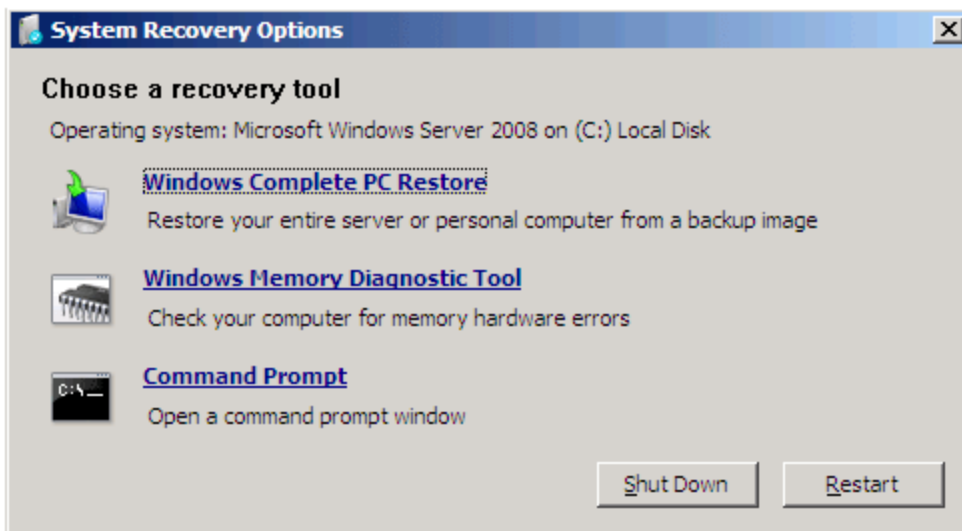 System Recovery Options
Choose a recovery tool
Operating system: Microsoft Windows Server 2008 on (C:) Local Disk
Windows Complete PC Restore
Restore your entire server or personal computer from a backup image
Windows Memory Diagnostic Tool
Check your computer for memory hardware errors
C:\_
Command Prompt
Open a command prompt window
Shut Down
Restart